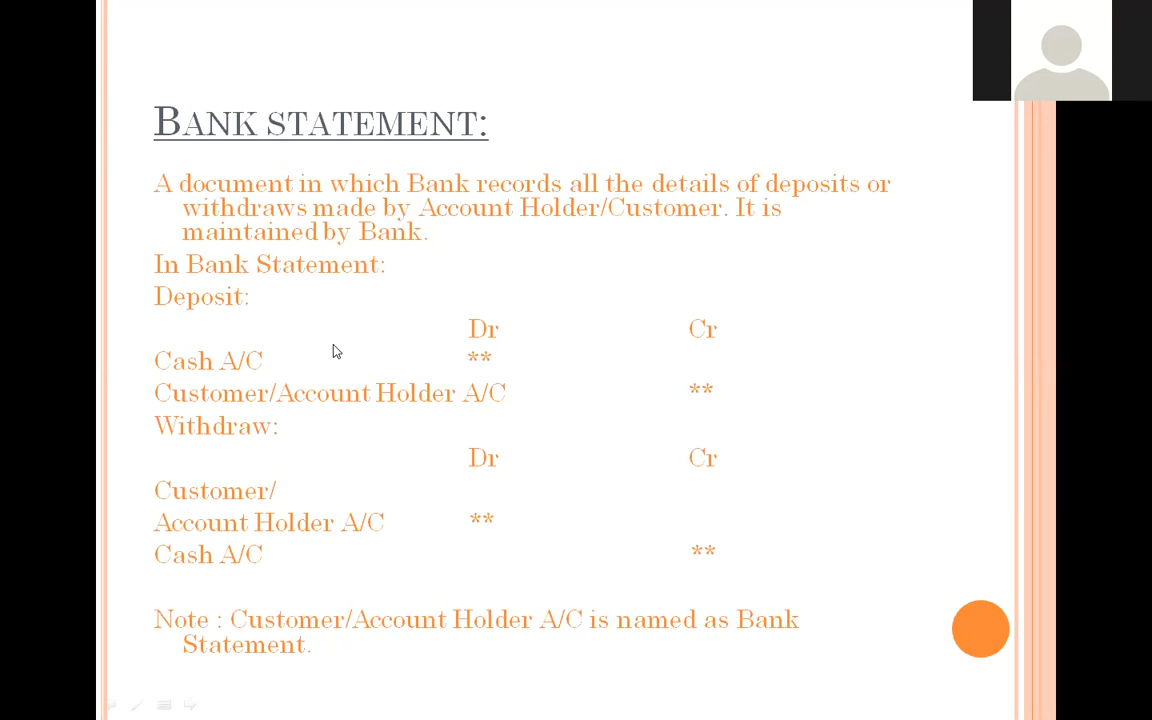 BANK STATEMENT:
A document in which Bank records all the details of deposits or
withdraws made by Account Holder/Customer. It is
maintained by Bank.
In Bank Statement:
Deposit:
Dr Cr
Cash A/C **
Customer/Account Holder A/C **
Withdraw:
Dr Cr
Customer/
Account Holder A/C **
Cash A/C **
Note : Customer/Account Holder A/C is named as Bank
Statement.